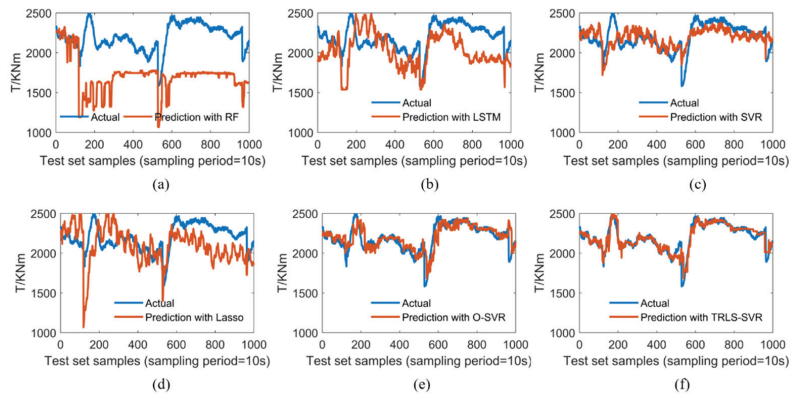 2500
2000
1500
1000
T/KNm
Actual Prediction with RF
0 200 400 600 800 1000
Test set samples (sampling period=10s)
(a)
2500
2000
1500
1000
T/KNm
Actual
Prediction with LSTM
0 200 400 600 800 1000
Test set samples (sampling period=10s)
(b)
2500
2000
1500
1000
T/KNm
Actual
Prediction with SVR
0 200 400 600 800 1000
Test set samples (sampling period=10s)
(c)
2500
2000
1500
1000
T/KNm
Actual
Prediction with Lasso
0 200 400 600 800 1000
Test set samples (sampling period=10s)
(d)
2500
2000
1500
1000
T/KNm
Actual
Prediction with O-SVR
0 200 400 600 800 1000
Test set samples (sampling period=10s)
(e)
2500
2000
1500
1000
T/KNm
Actual
Prediction with TRLS-SVR
0 200 400 600 800 1000
Test set samples (sampling period=10s)
(f)